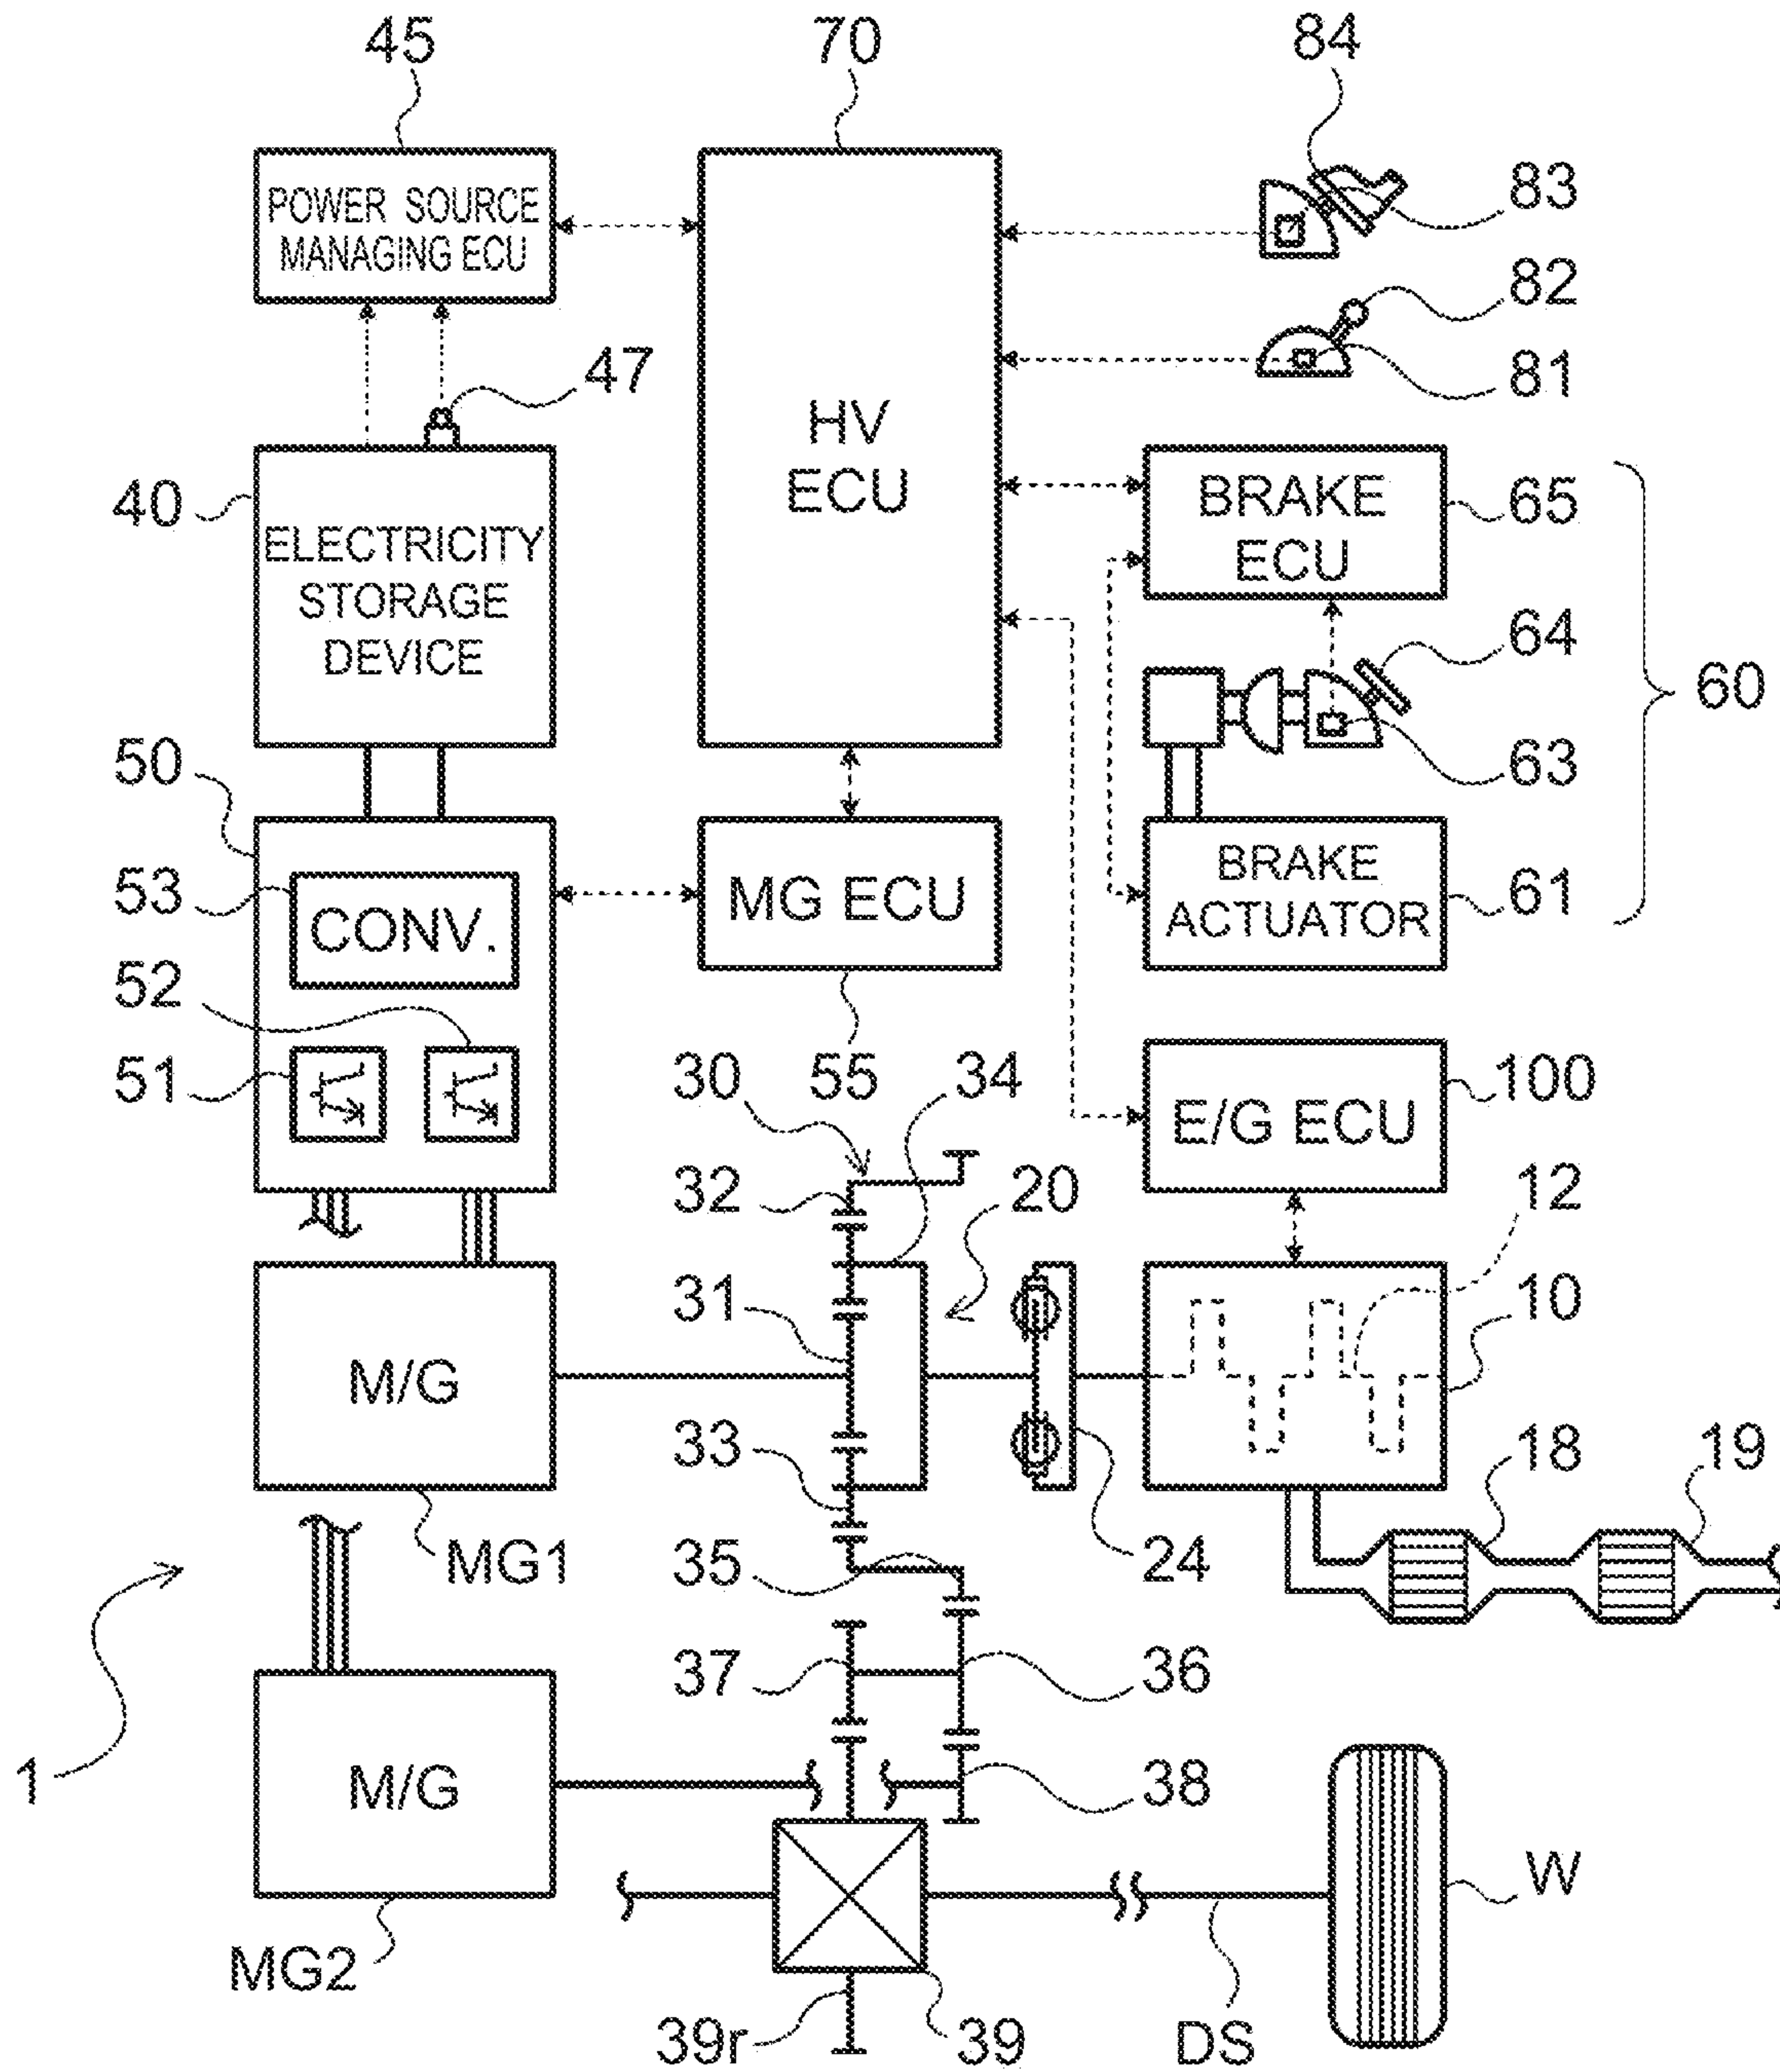 45
70
84
POWER SOURCE
MANAGING ECU
83
82
47
81
HV
ECU
40
BRAKE
ECU
65
ELECTRICITY
STORAGE
DEVICE
64
60
50
63
53
CONV.
MG ECU
BRAKE
ACTUATOR
61
52
51
55
30
34
E/G ECU
100
32
20
12
31
10
M/G
33
18
19
MG1
35
24
37
36
1
M/G
38
W
MG2
39r
39
DS